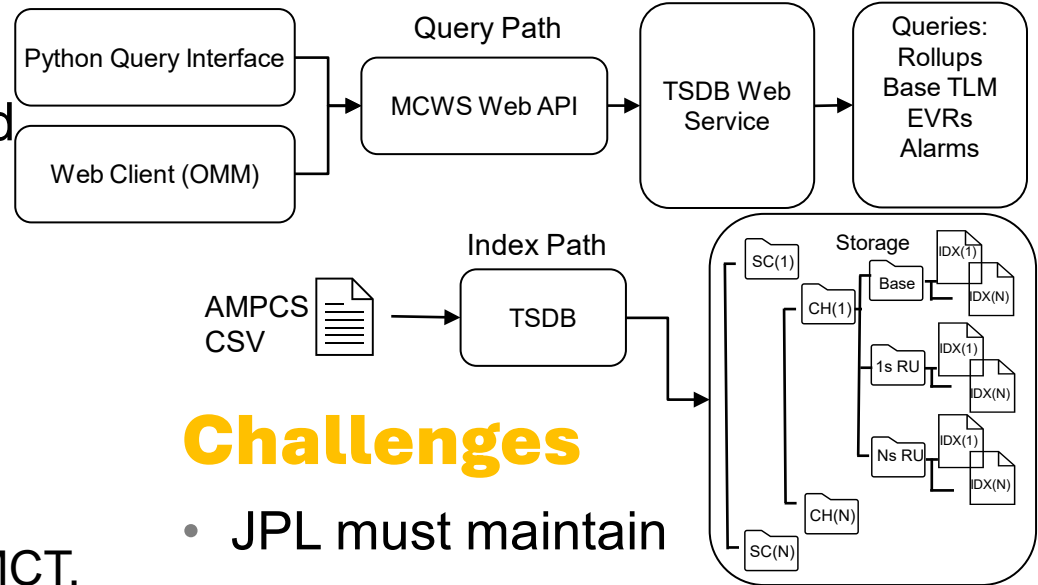 Query Path
Python Query Interface
Web Client (OMM)
MCWS Web API
TSDB Web
Service
Queries:
Rollups
Base TLM
EVRs
Alarms
d
Index Path
AMPCS
CSV
TSDB
Storage
SC(1)
CH(1)
Base
IDX(1)
IDX(N)
1s RU
IDX(1)
IDX(N)
Ns RU
IDX(1)
IDX(N)
CH(N)
SC(N)
Challenges
• JPL must maintain
MCT.